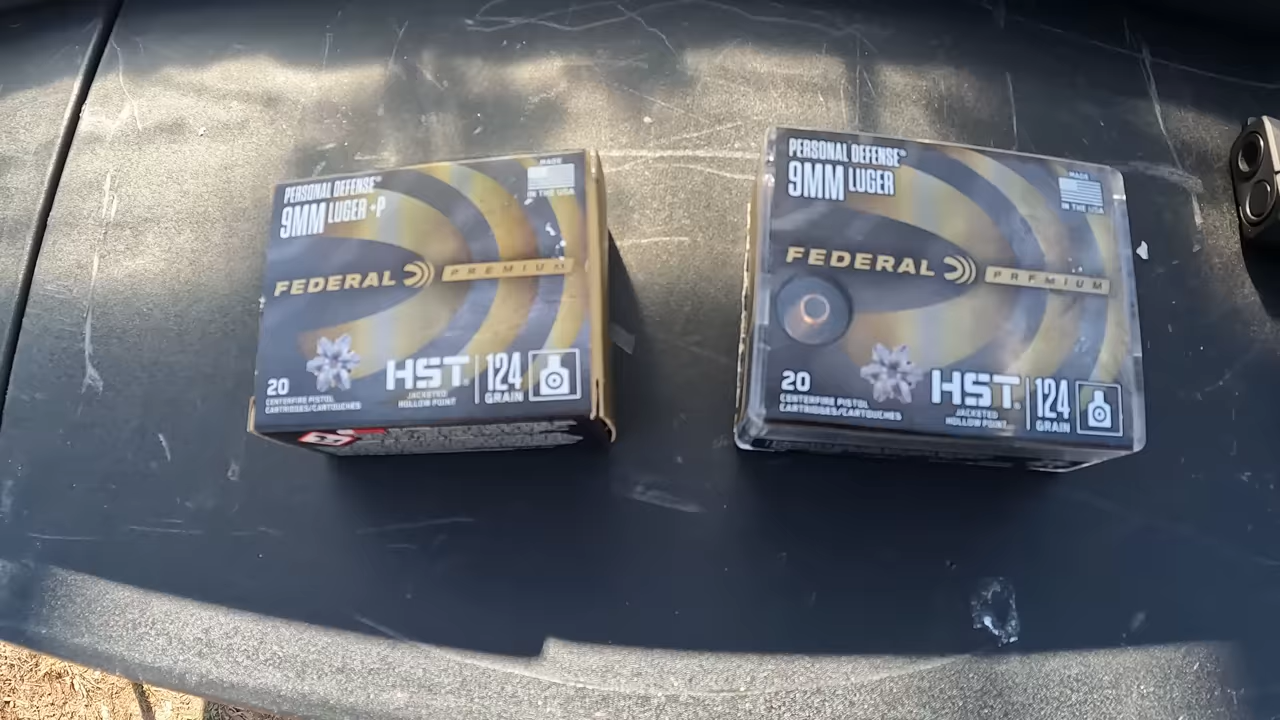 PERSONAL DEFENSE®
9MM LUGER +P
MADE
IN THE USA
FEDERAL PREMIUM
20
CENTERFIRE PISTOL
CARTRIDGES/CARTOUCHES
HST®
JACKETED
HOLLOW POINT
124
GRAIN
PERSONAL DEFENSE®
9MM LUGER
MADE
IN THE USA
FEDERAL PREMIUM
20
CENTERFIRE PISTOL
CARTRIDGES/CARTOUCHES
HST®
JACKETED
HOLLOW POINT
124
GRAIN